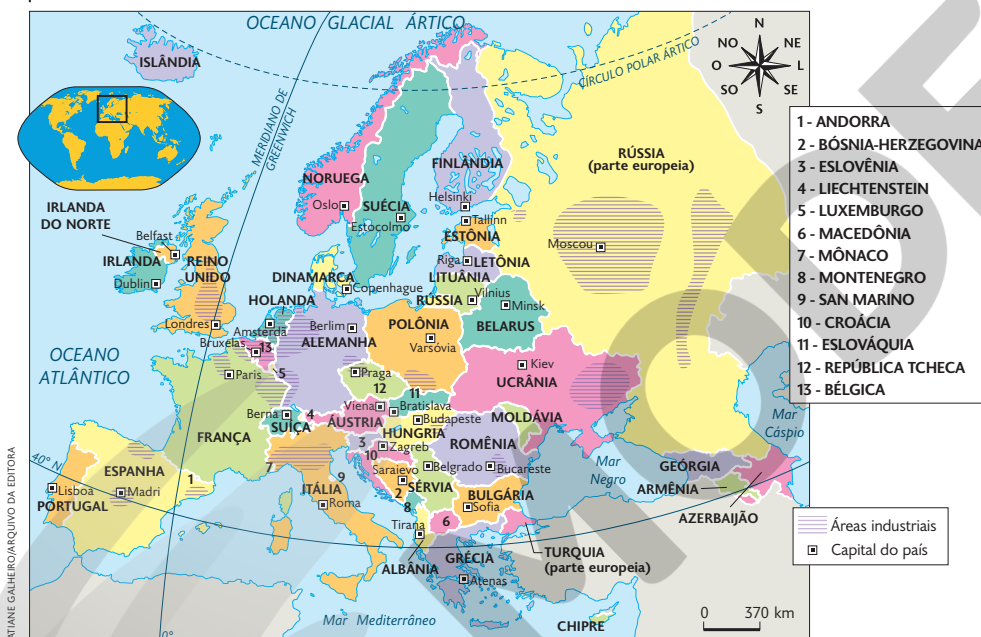 OCEANO GLACIAL ÁRTICO
ISLÂNDIA
CÍRCULO POLAR ÁRTICO
MERIDIANO DE
GREENWICH
N
NO
NE
O
L
SO
SE
S
RÚSSIA
(parte europeia)
FINLÂNDIA
NORUEGA
Oslo
SUÉCIA
Estocolmo
Helsinki
Tallinn
ESTÔNIA
Moscou
IRLANDA
DO NORTE
Belfast
IRLANDA
REINO
UNIDO
Dublin
Riga
LETÔNIA
LITUÂNIA
DINAMARCA
Copenhague
RÚSSIA
Vilnius
Minsk
HOLANDA
Londres
Amsterdã
Bruxelas
13
Berlim
ALEMANHA
POLÔNIA
Varsóvia
BELARUS
OCEANO
ATLÂNTICO
5
Paris
Praga
12
Kiev
UCRÂNIA
11
Viena
Bratislava
Berna
4
SUÍÇA
ÁUSTRIA
Budapeste
MOLDÁVIA
FRANÇA
HUNGRIA
3
Zagreb
10
ROMÊNIA
Mar
Cáspio
40° N
ESPANHA
7
9
Saraievo
Belgrado
Bucareste
Mar
Negro
GEÓRGIA
1
ITÁLIA
2
SÉRVIA
ARMÊNIA
Lisboa
Madri
PORTUGAL
Roma
8
BULGÁRIA
Sofia
AZERBAIJÃO
Tirana
6
TURQUIA
(parte europeia)
ALBÂNIA
GRÉCIA
Atenas
Mar Mediterrâneo
CHIPRE
0°
0 370 km
1 - ANDORRA
2 - BÓSNIA-HERZEGOVINA
3 - ESLOVÊNIA
4 - LIECHTENSTEIN
5 - LUXEMBURGO
6 - MACEDÔNIA
7 - MÔNACO
8 - MONTENEGRO
9 - SAN MARINO
10 - CROÁCIA
11 - ESLOVÁQUIA
12 - REPÚBLICA TCHECA
13 - BÉLGICA
Áreas industriais
Capital do país
ATIANE GALHEIRO/ARQUIVO DA EDITORA